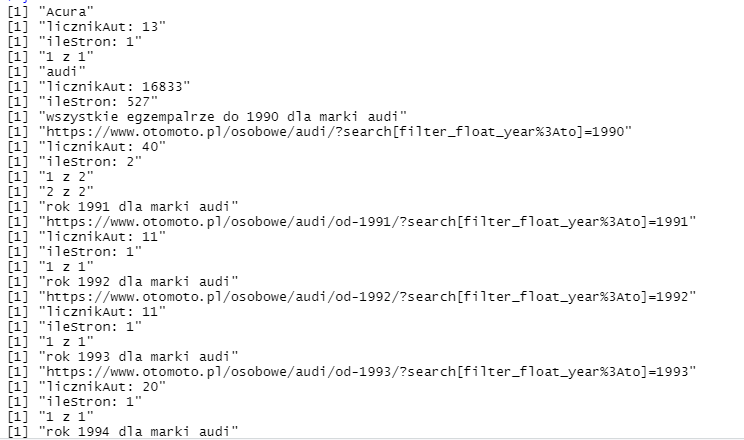 [1] "Acura"
[1] "licznikAut: 13"
[1] "ileStron: 1"
[1] "1 z 1"
[1] "audi"
[1] "licznikAut: 16833"
[1] "ileStron: 527"
[1] "wszystkie egzempalrze do 1990 dla marki audi"
[1] "https://www.otomoto.pl/osobowe/audi/?search[filter_float_year%3Ato]=1990"
[1] "licznikAut: 40"
[1] "ileStron: 2"
[1] "1 z 2"
[1] "2 z 2"
[1] "rok 1991 dla marki audi"
[1] "https://www.otomoto.pl/osobowe/audi/od-1991/?search[filter_float_year%3Ato]=1991"
[1] "licznikAut: 11"
[1] "ileStron: 1"
[1] "1 z 1"
[1] "rok 1992 dla marki audi"
[1] "https://www.otomoto.pl/osobowe/audi/od-1992/?search[filter_float_year%3Ato]=1992"
[1] "licznikAut: 11"
[1] "ileStron: 1"
[1] "1 z 1"
[1] "rok 1993 dla marki audi"
[1] "https://www.otomoto.pl/osobowe/audi/od-1993/?search[filter_float_year%3Ato]=1993"
[1] "licznikAut: 20"
[1] "ileStron: 1"
[1] "1 z 1"
[1] "rok 1994 dla marki audi"